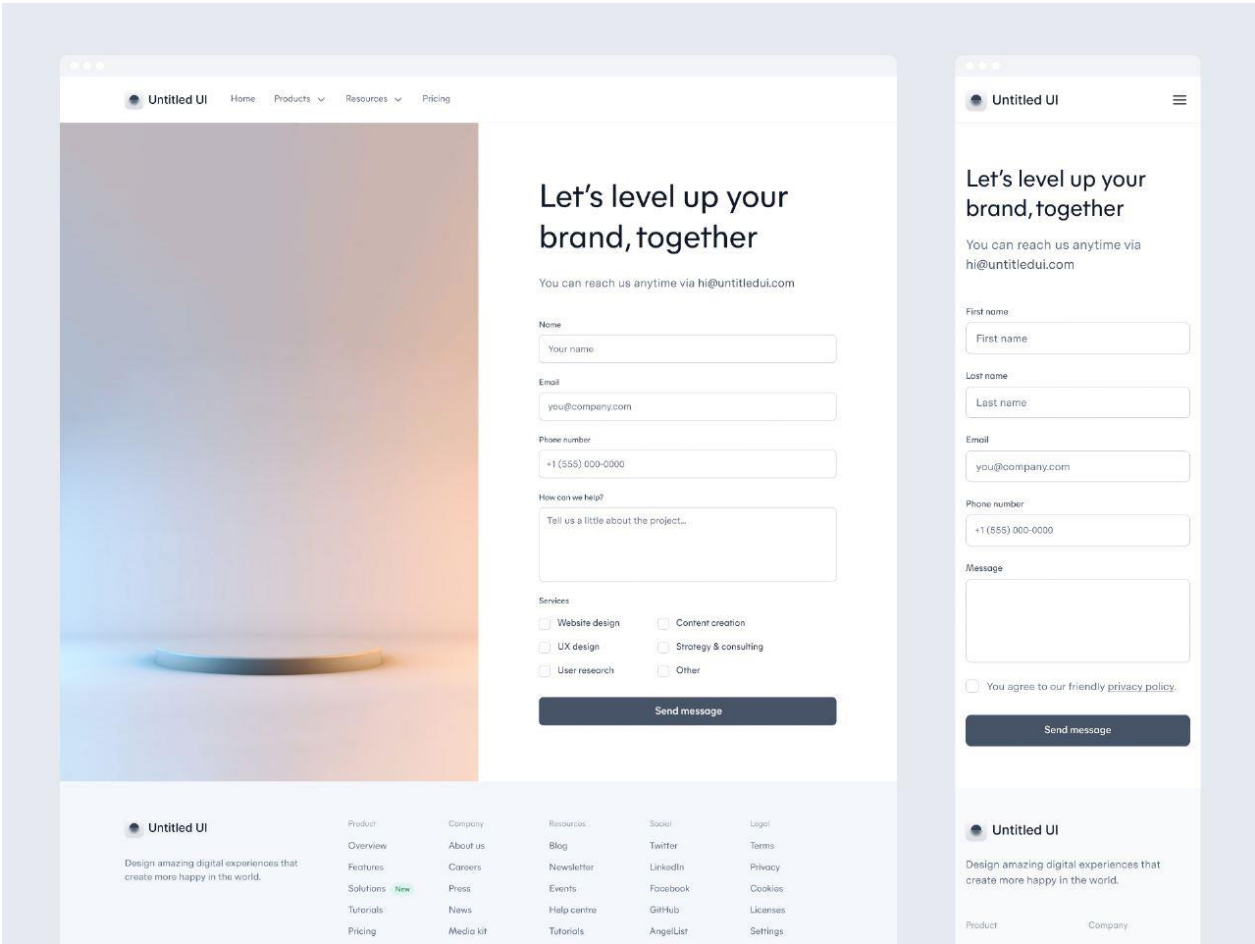 Untitled UI Home Products Resources Pricing
Let's level up your
brand, together
You can reach us anytime via hi@untitledui.com
Name
Your name
Email
you@company.com
Phone number
+1 (555) 000-0000
How can we help?
Tell us a little about the project...
Services
Website design Content creation
UX design Strategy & consulting
User research Other
Send message
Untitled UI
Design amazing digital experiences that
create more happy in the world.
Product Company Resources Social Legal
Overview About us Blog Twitter Terms
Features Careers Newsletter LinkedIn Privacy
Solutions New Press Events Facebook Cookies
Tutorials News Help centre GitHub Licenses
Pricing Media kit Tutorials AngelList Settings
Untitled UI
Let's level up your
brand, together
You can reach us anytime via
hi@untitledui.com
First name
First name
Last name
Last name
Email
you@company.com
Phone number
+1 (555) 000-0000
Message
You agree to our friendly privacy policy.
Send message
Untitled UI
Design amazing digital experiences that
create more happy in the world.
Product Company